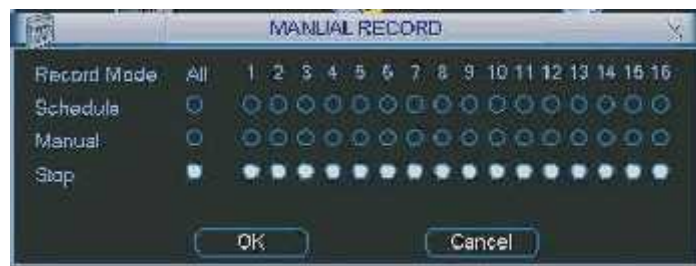 MANUAL RECORD
Record Mode All 1 2 3 4 5 6 7 8 9 10 11 12 13 14 15 16
Schedule
Manual
Stop
OK Cancel